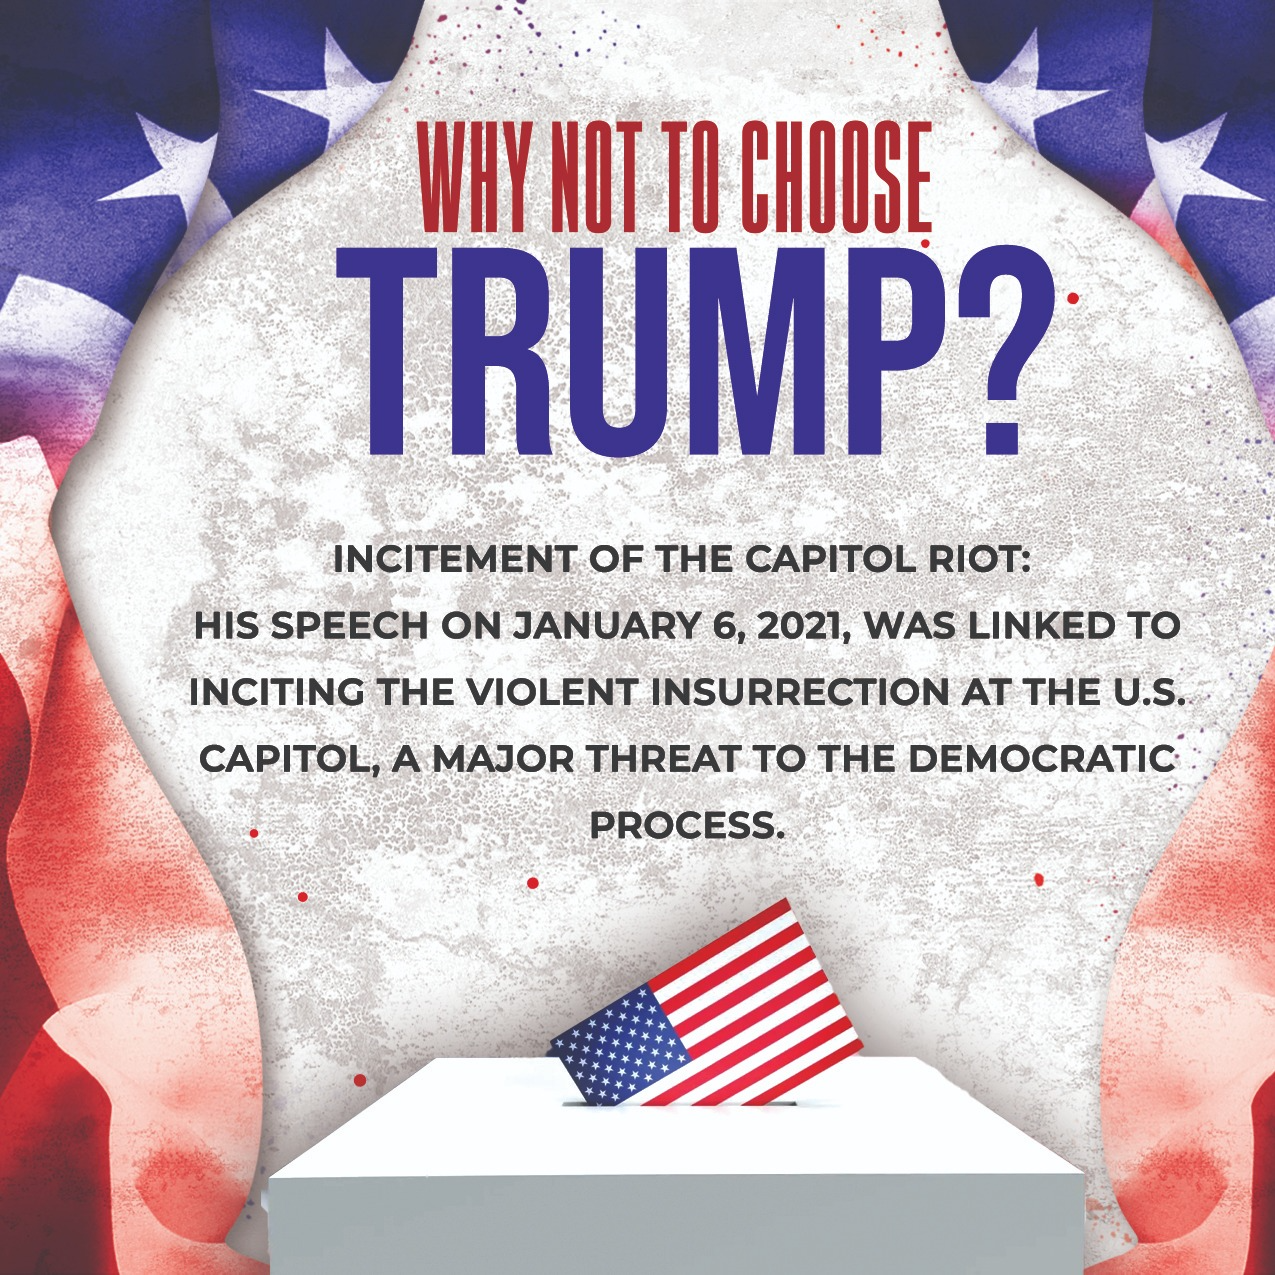 WHY NOT TO CHOOSE
TRUMP?
INCITEMENT OF THE CAPITOL RIOT:
HIS SPEECH ON JANUARY 6, 2021, WAS LINKED TO
INCITING THE VIOLENT INSURRECTION AT THE U.S.
CAPITOL, A MAJOR THREAT TO THE DEMOCRATIC
PROCESS.